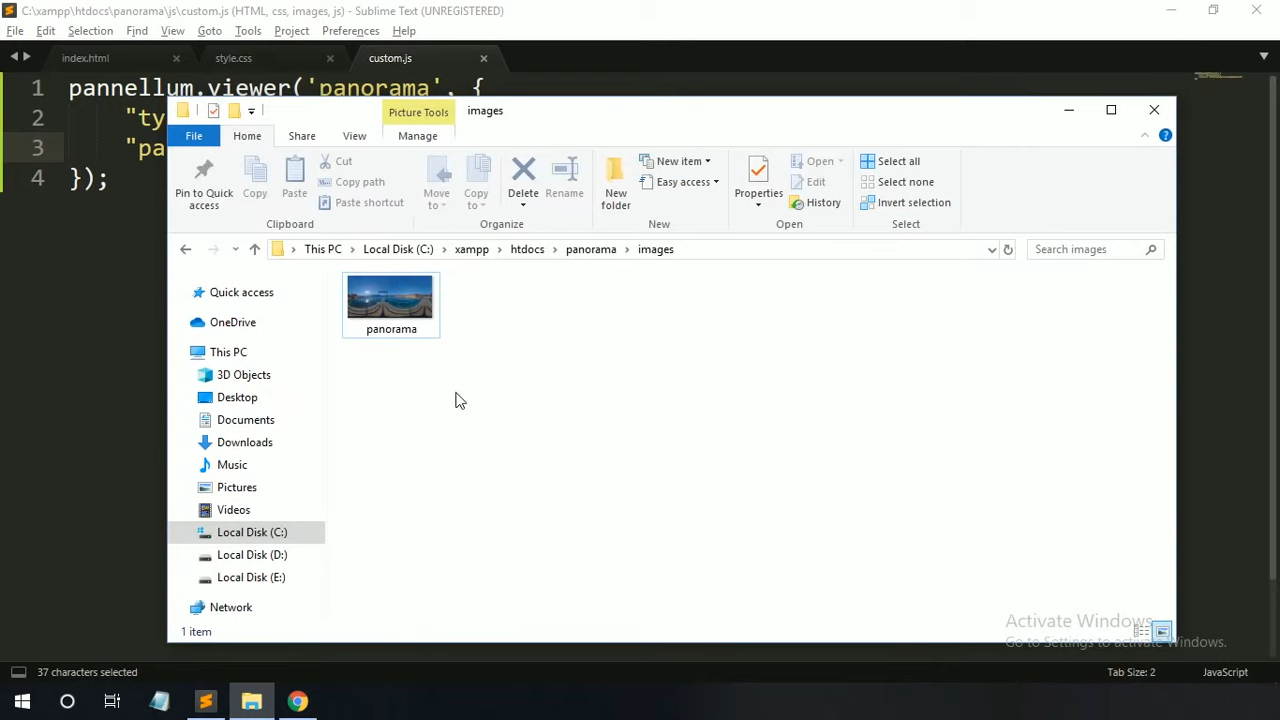 C:\xampp\htdocs\panorama\js\custom.js (HTML, css, images, js) - Sublime Text (UNREGISTERED)
File Edit Selection Find View Goto Tools Project Preferences Help
index.html style.css custom.js
1 pannellum.viewer('panorama', {
2 "ty
3 "pa
4 });
Picture Tools images
File Home Share View Manage
Pin to Quick access
Copy
Paste
Cut
Copy path
Paste shortcut
Clipboard
Move to
Copy to
Delete
Rename
Organize
New folder
New item
Easy access
New
Properties
Open
Edit
History
Open
Select all
Select none
Invert selection
Select
This PC Local Disk (C:) xampp htdocs panorama images
Search images
Quick access
OneDrive
This PC
3D Objects
Desktop
Documents
Downloads
Music
Pictures
Videos
Local Disk (C:)
Local Disk (D:)
Local Disk (E:)
Network
panorama
1 item
Activate Windows
Go to Settings to activate Windows.
37 characters selected Tab Size: 2 JavaScript